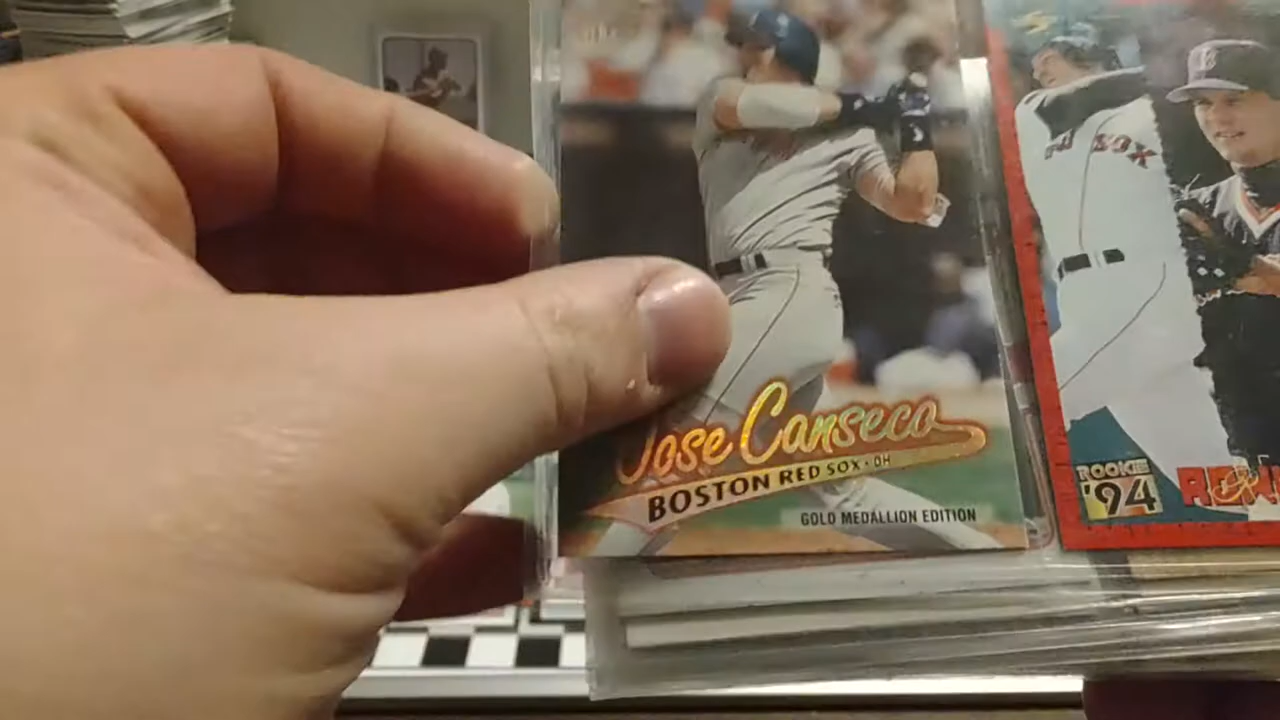 Jose Canseco
BOSTON RED SOX · DH
GOLD MEDALLION EDITION
SOX
ROOKIE
'94